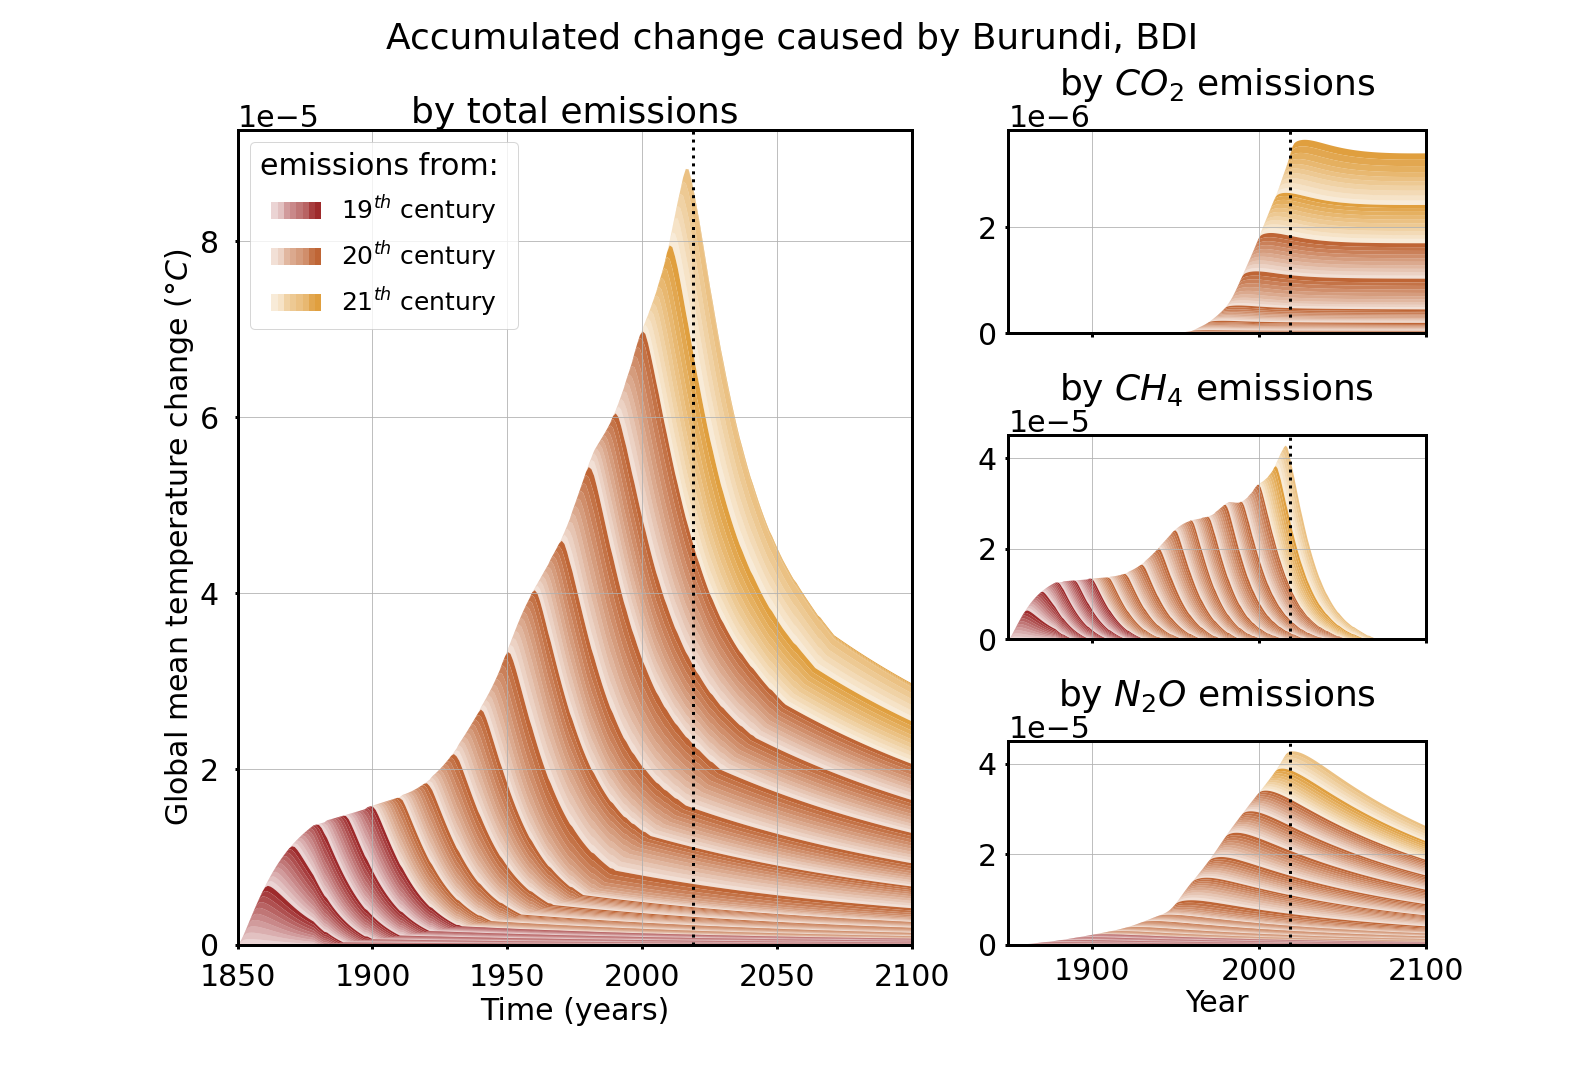 Accumulated change caused by Burundi, BDI
by total emissions
1e−5
emissions from:
19th century
20th century
21th century
Global mean temperature change (°C)
8
6
4
2
0
1850 1900 1950 2000 2050 2100
Time (years)
by CO2 emissions
1e−6
2
0
by CH4 emissions
1e−5
4
2
0
by N2O emissions
1e−5
4
2
0
1900 2000 2100
Year